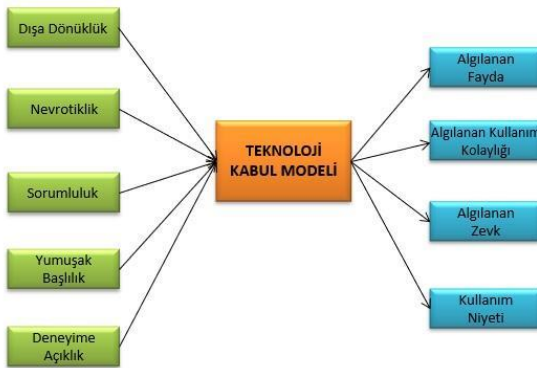 Dışa Dönüklük
Nevrotiklik
Sorumluluk
Yumuşak
Başlılık
Deneyime
Açıklık
TEKNOLOJİ
KABUL MODELİ
Algılanan
Fayda
Algılanan Kullanım
Kolaylığı
Algılanan
Zevk
Kullanım
Niyeti